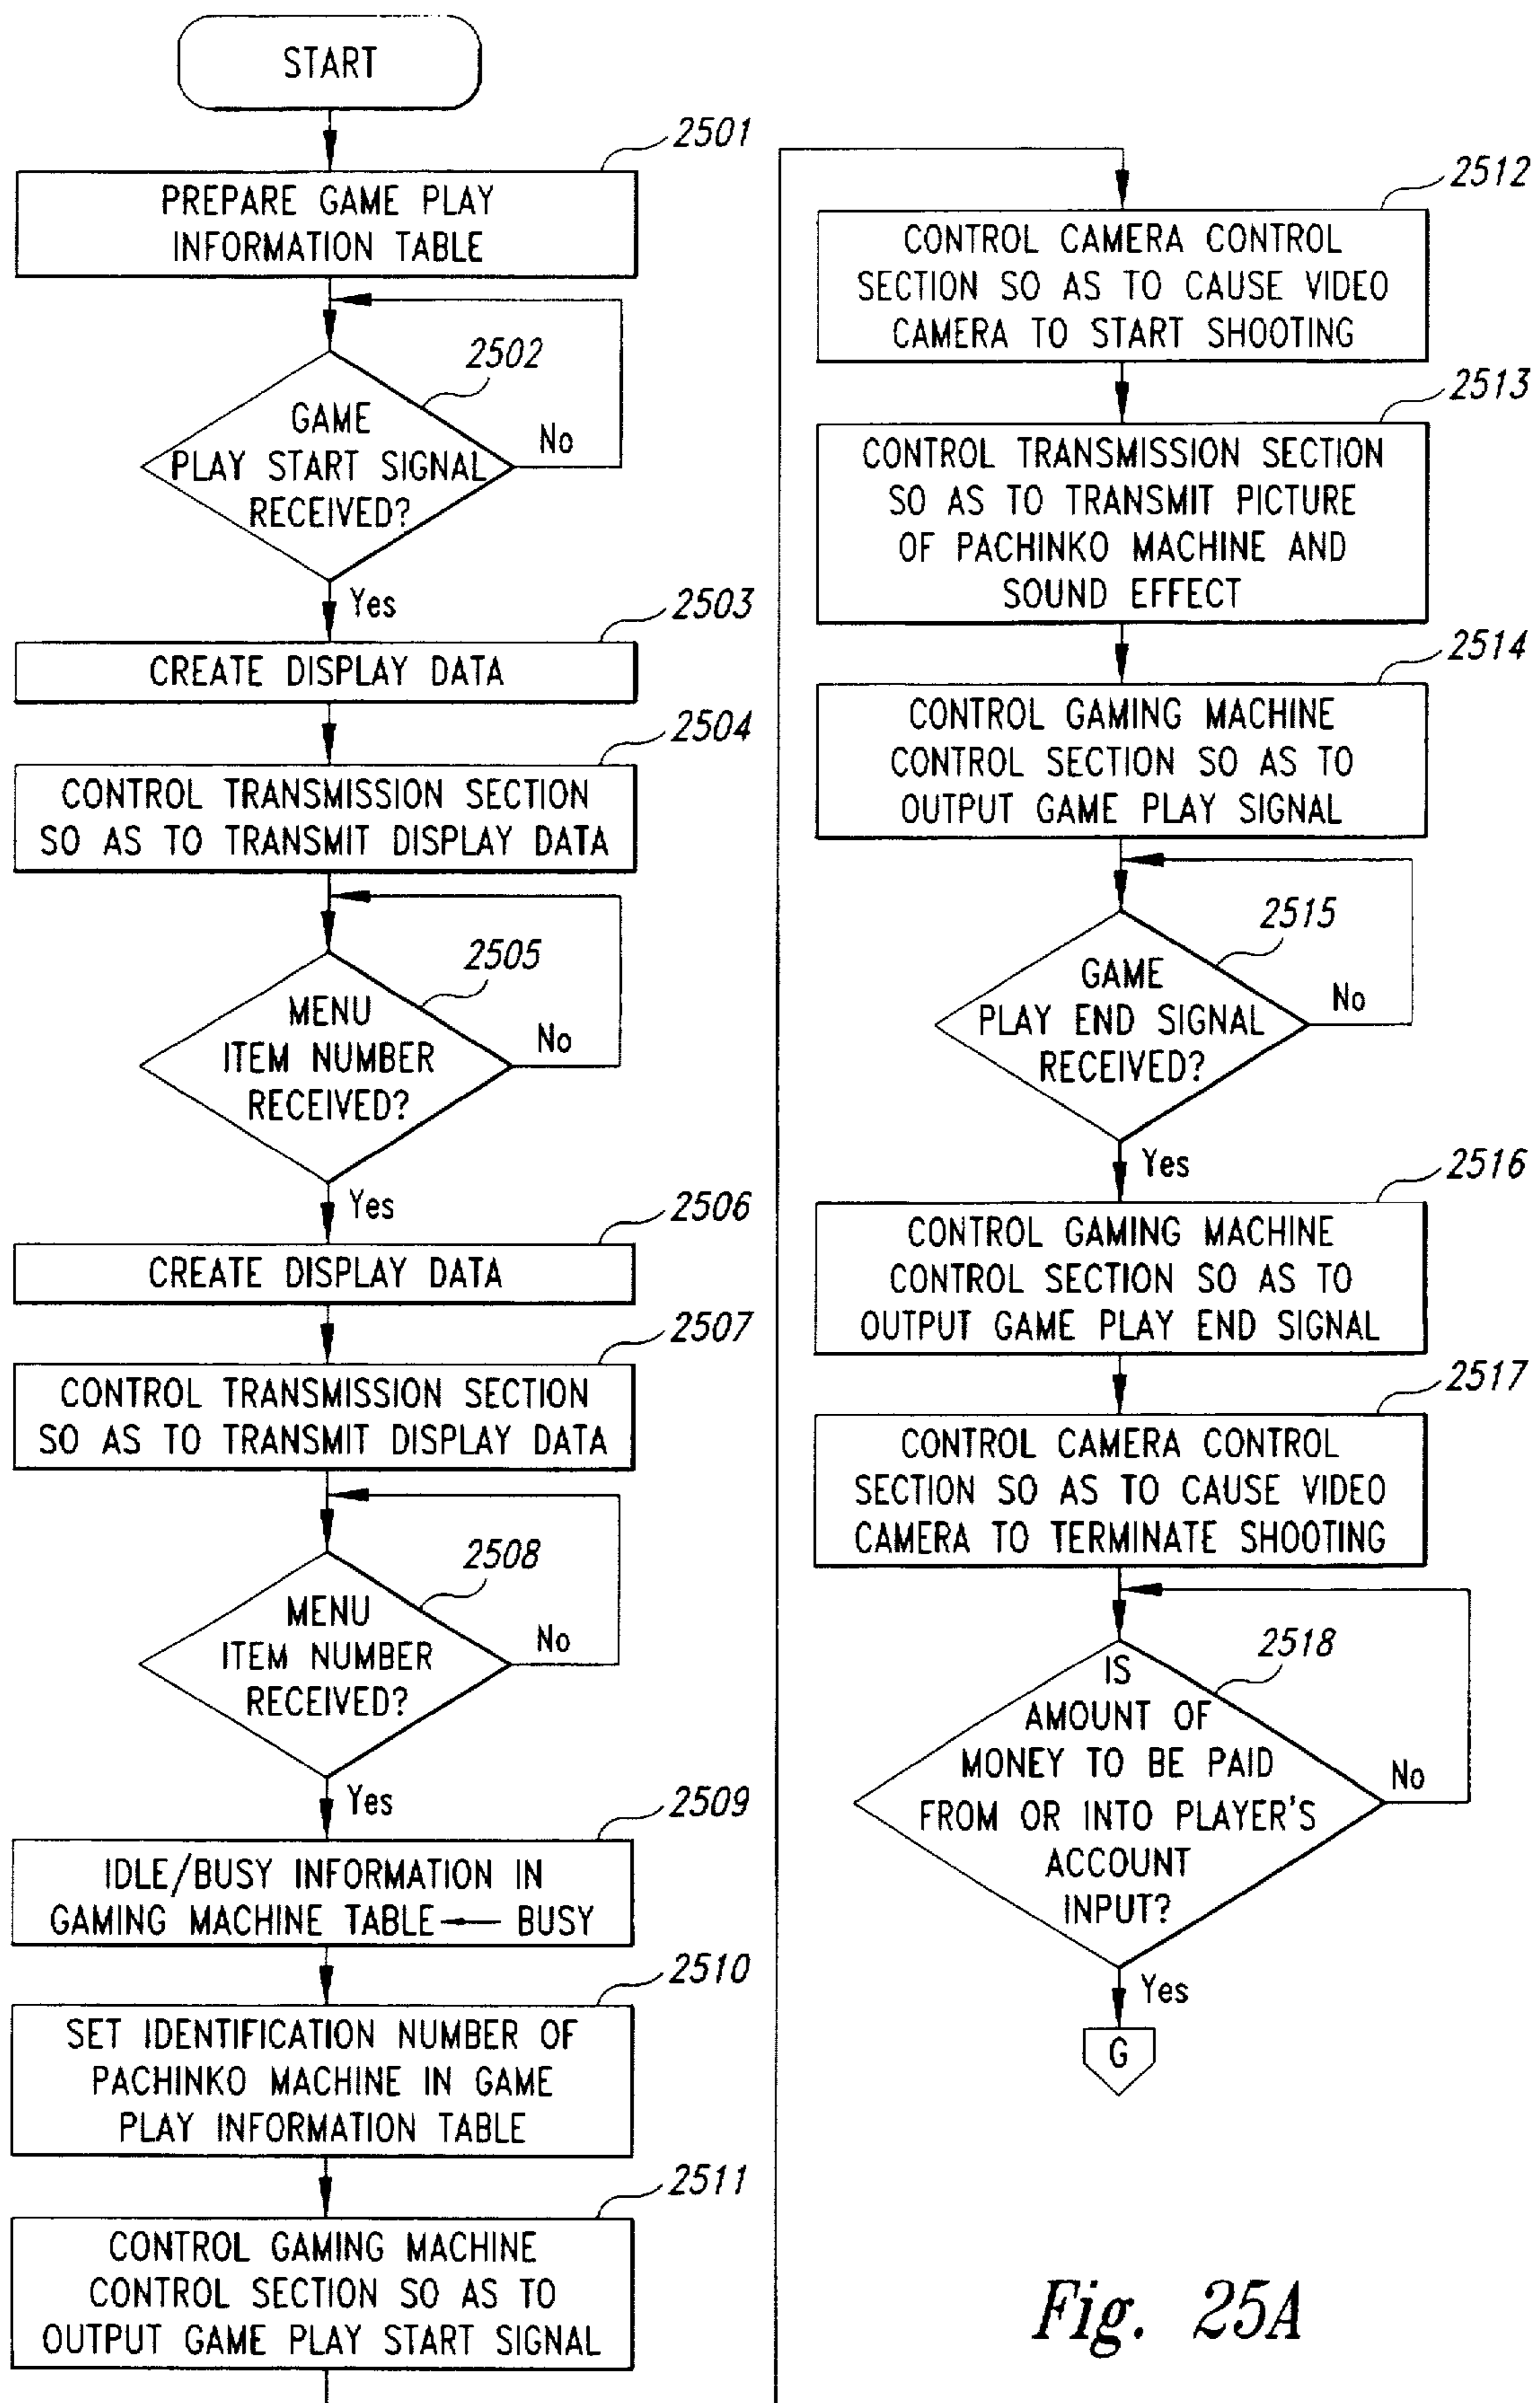 START
2501
PREPARE GAME PLAY
INFORMATION TABLE
2502
GAME
PLAY START SIGNAL
RECEIVED?
No
Yes
2503
CREATE DISPLAY DATA
2504
CONTROL TRANSMISSION SECTION
SO AS TO TRANSMIT DISPLAY DATA
2505
MENU
ITEM NUMBER
RECEIVED?
No
Yes
2506
CREATE DISPLAY DATA
2507
CONTROL TRANSMISSION SECTION
SO AS TO TRANSMIT DISPLAY DATA
2508
MENU
ITEM NUMBER
RECEIVED?
No
Yes
2509
IDLE/BUSY INFORMATION IN
GAMING MACHINE TABLE ← BUSY
2510
SET IDENTIFICATION NUMBER OF
PACHINKO MACHINE IN GAME
PLAY INFORMATION TABLE
2511
CONTROL GAMING MACHINE
CONTROL SECTION SO AS TO
OUTPUT GAME PLAY START SIGNAL
2512
CONTROL CAMERA CONTROL
SECTION SO AS TO CAUSE VIDEO
CAMERA TO START SHOOTING
2513
CONTROL TRANSMISSION SECTION
SO AS TO TRANSMIT PICTURE
OF PACHINKO MACHINE AND
SOUND EFFECT
2514
CONTROL GAMING MACHINE
CONTROL SECTION SO AS TO
OUTPUT GAME PLAY SIGNAL
2515
GAME
PLAY END SIGNAL
RECEIVED?
No
Yes
2516
CONTROL GAMING MACHINE
CONTROL SECTION SO AS TO
OUTPUT GAME PLAY END SIGNAL
2517
CONTROL CAMERA CONTROL
SECTION SO AS TO CAUSE VIDEO
CAMERA TO TERMINATE SHOOTING
2518
IS
AMOUNT OF
MONEY TO BE PAID
FROM OR INTO PLAYER'S
ACCOUNT
INPUT?
No
Yes
G
Fig. 25A